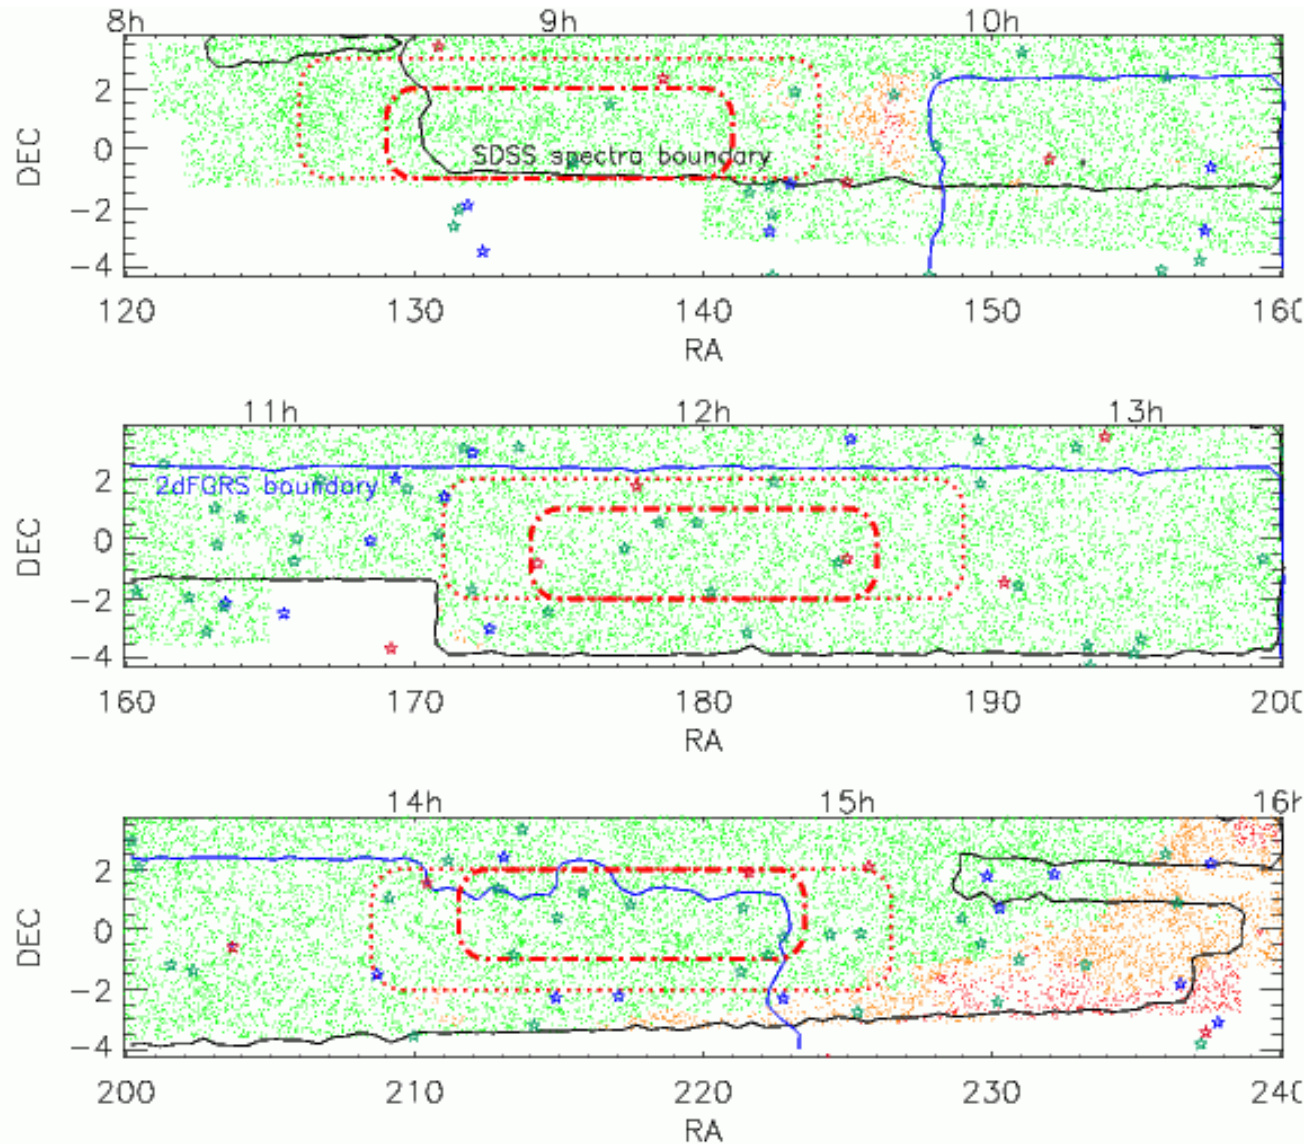 8h 9h 10h
DEC
2
0
−2
−4
SDSS spectra boundary
120 130 140 150 160
RA
11h 12h 13h
DEC
2
0
−2
−4
2dFGRS boundary
160 170 180 190 200
RA
14h 15h 16h
DEC
2
0
−2
−4
200 210 220 230 240
RA